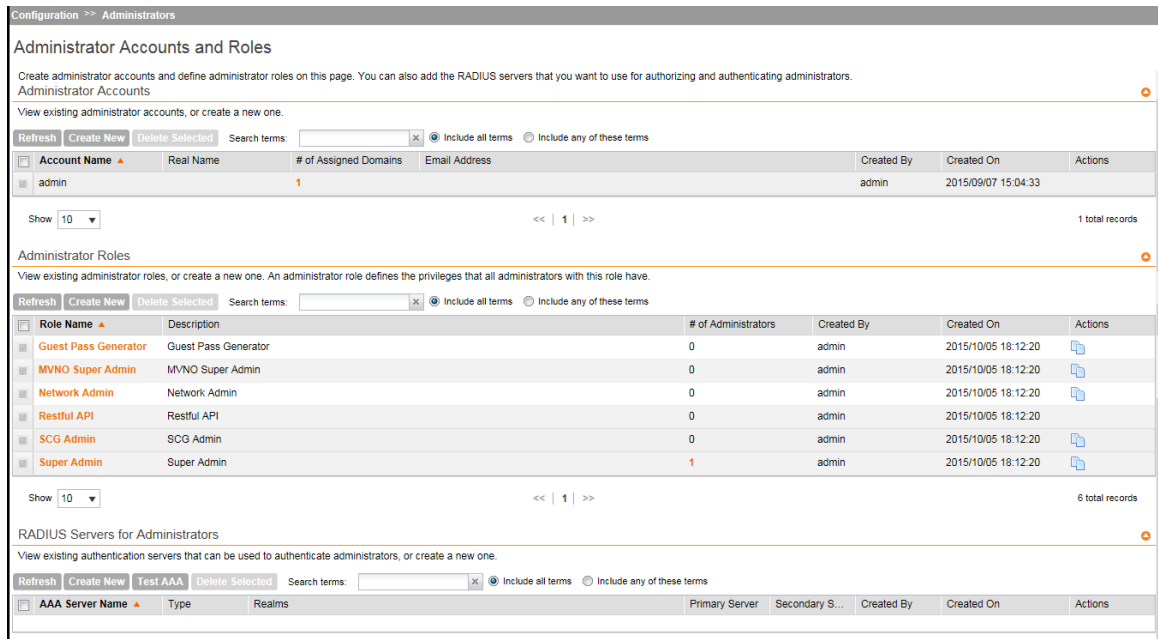 Configuration >> Administrators
Administrator Accounts and Roles
Create administrator accounts and define administrator roles on this page. You can also add the RADIUS servers that you want to use for authorizing and authenticating administrators.
Administrator Accounts
View existing administrator accounts, or create a new one.
Refresh Create New Delete Selected Search terms: x Include all terms Include any of these terms
Account Name Real Name # of Assigned Domains Email Address Created By Created On Actions
admin 1 admin 2015/09/07 15:04:33
Show 10 << | 1 | >> 1 total records
Administrator Roles
View existing administrator roles, or create a new one. An administrator role defines the privileges that all administrators with this role have.
Refresh Create New Delete Selected Search terms: x Include all terms Include any of these terms
Role Name Description # of Administrators Created By Created On Actions
Guest Pass Generator Guest Pass Generator 0 admin 2015/10/05 18:12:20
MVNO Super Admin MVNO Super Admin 0 admin 2015/10/05 18:12:20
Network Admin Network Admin 0 admin 2015/10/05 18:12:20
Restful API Restful API 0 admin 2015/10/05 18:12:20
SCG Admin SCG Admin 0 admin 2015/10/05 18:12:20
Super Admin Super Admin 1 admin 2015/10/05 18:12:20
Show 10 << | 1 | >> 6 total records
RADIUS Servers for Administrators
View existing authentication servers that can be used to authenticate administrators, or create a new one.
Refresh Create New Test AAA Delete Selected Search terms: x Include all terms Include any of these terms
AAA Server Name Type Realms Primary Server Secondary S... Created By Created On Actions